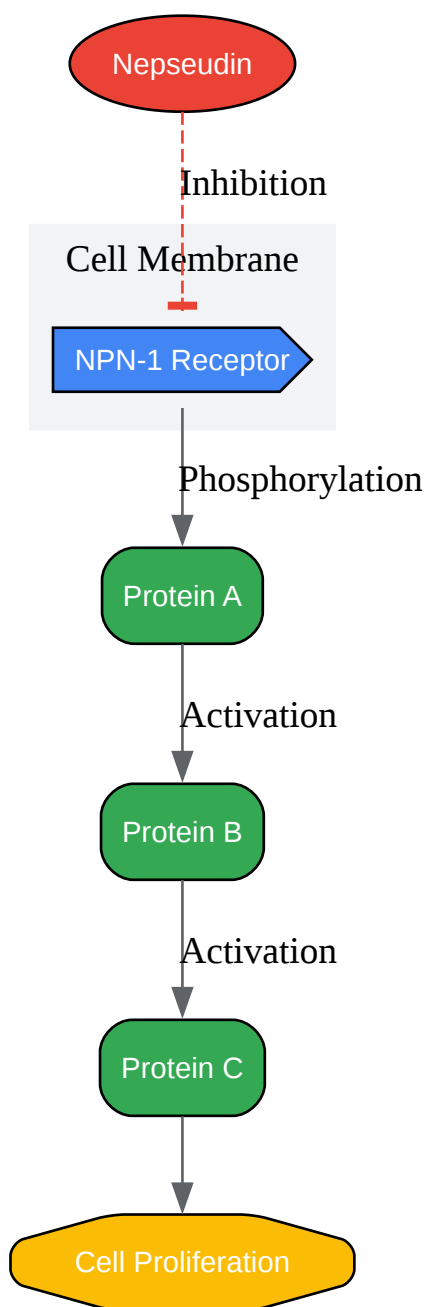 Nepseudin
Inhibition
Cell Membrane
NPN-1 Receptor
Phosphorylation
Protein A
Activation
Protein B
Activation
Protein C
Cell Proliferation